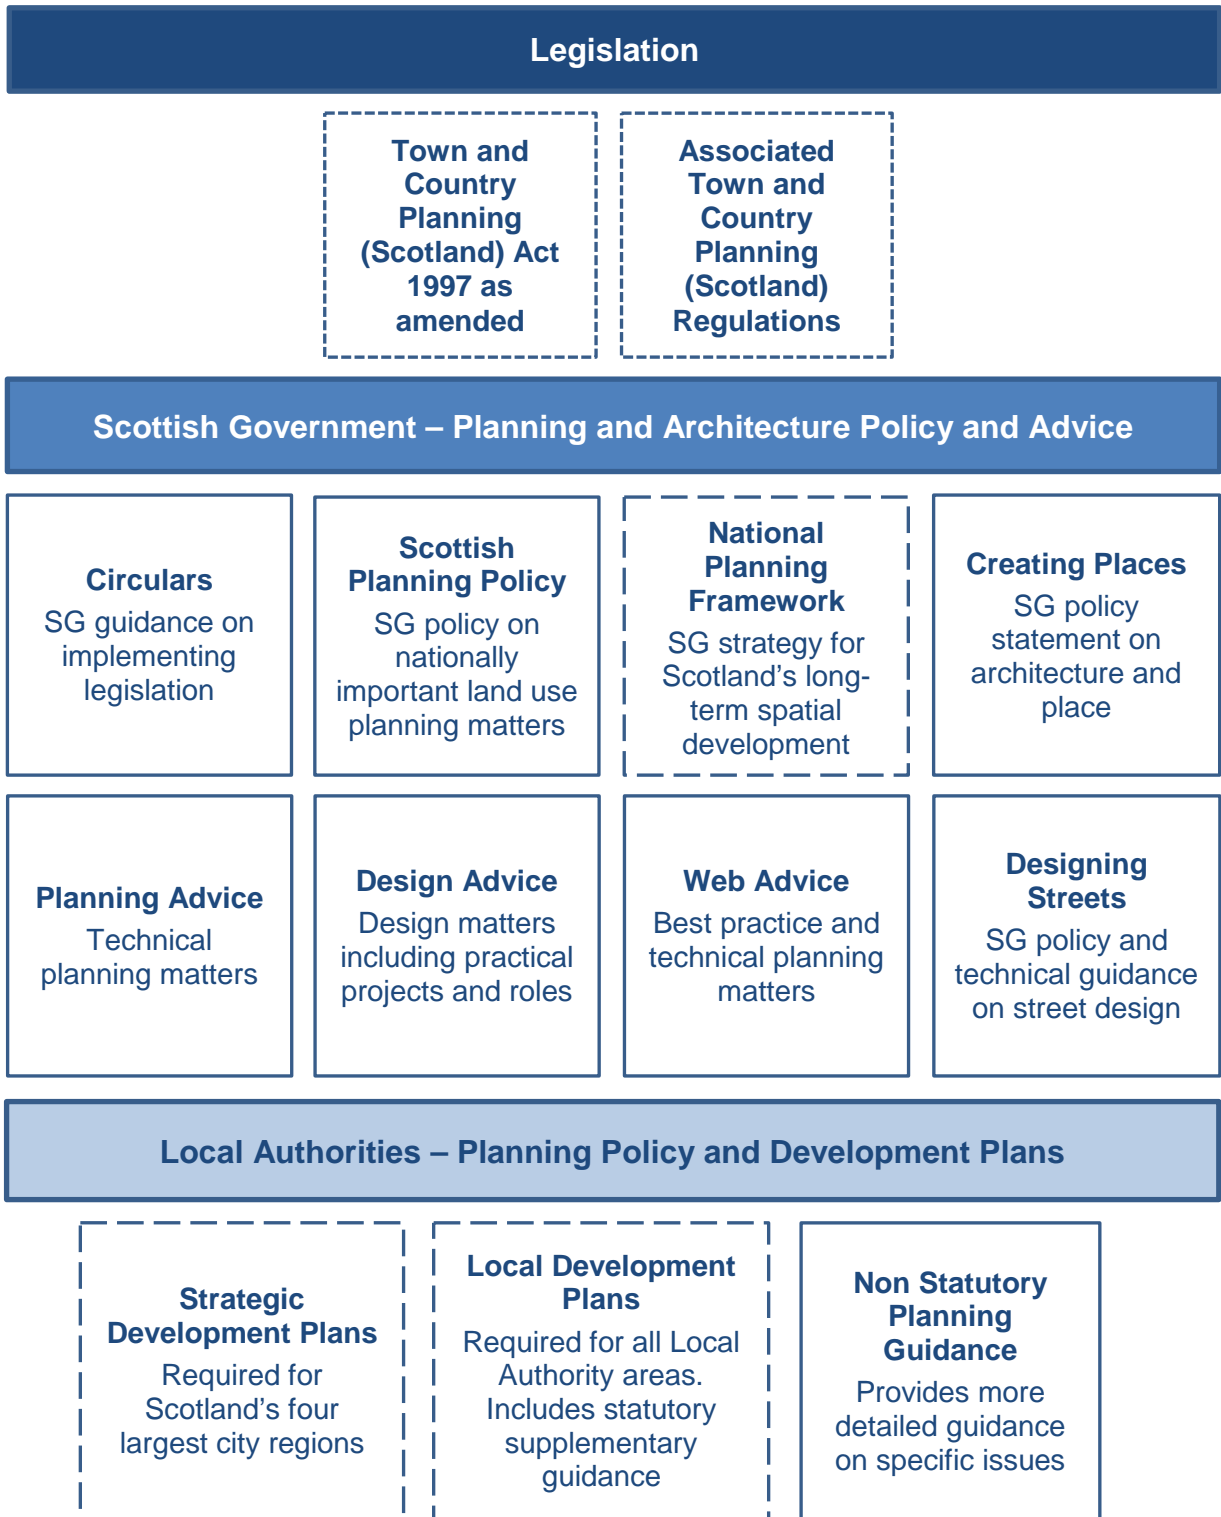 Legislation
Town and
Country
Planning
(Scotland) Act
1997 as
amended
Associated
Town and
Country
Planning
(Scotland)
Regulations
Scottish Government – Planning and Architecture Policy and Advice
Circulars
SG guidance on
implementing
legislation
Scottish
Planning Policy
SG policy on
nationally
important land use
planning matters
National
Planning
Framework
SG strategy for
Scotland’s long-
term spatial
development
Creating Places
SG policy
statement on
architecture and
place
Planning Advice
Technical
planning matters
Design Advice
Design matters
including practical
projects and roles
Web Advice
Best practice and
technical planning
matters
Designing
Streets
SG policy and
technical guidance
on street design
Local Authorities – Planning Policy and Development Plans
Strategic
Development Plans
Required for
Scotland’s four
largest city regions
Local Development
Plans
Required for all Local
Authority areas.
Includes statutory
supplementary
guidance
Non Statutory
Planning
Guidance
Provides more
detailed guidance
on specific issues